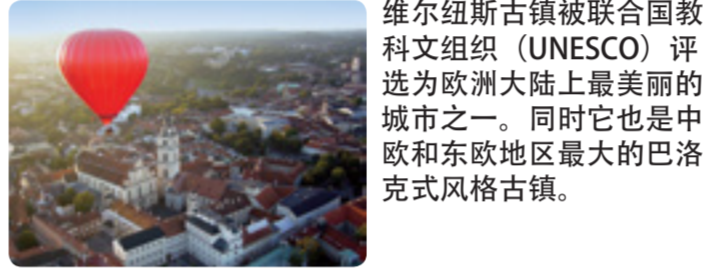 维尔纽斯古镇被联合国教
科文组织（UNESCO）评
选为欧洲大陆上最美丽的
城市之一。同时它也是中
欧和东欧地区最大的巴洛
克式风格古镇。